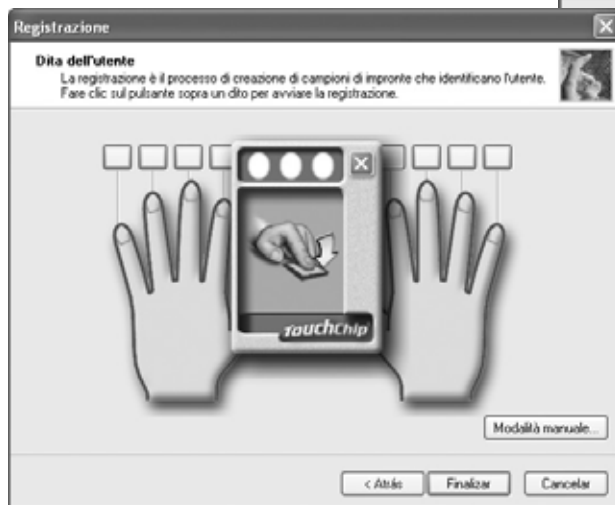 Registrazione
Dita dell'utente
La registrazione è il processo di creazione di campioni di impronte che identificano l'utente.
Fare clic sul pulsante sopra un dito per avviare la registrazione.
TouchChip
Modalità manuale...
< Atrás
Finalizar
Cancelar